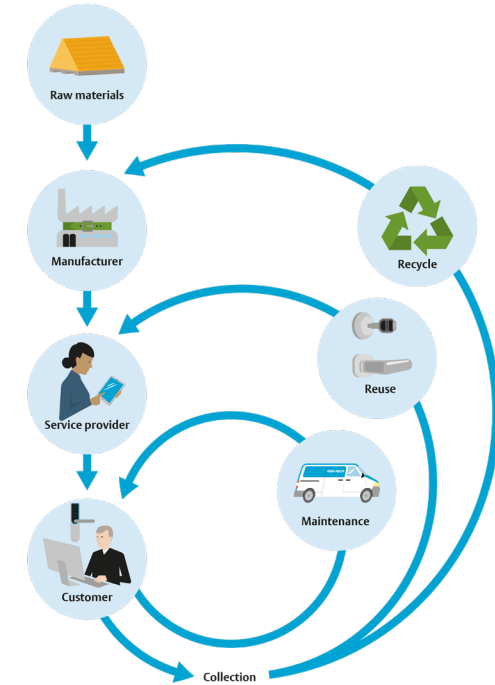 Raw materials
Manufacturer
Recycle
Reuse
Service provider
Maintenance
Customer
Collection